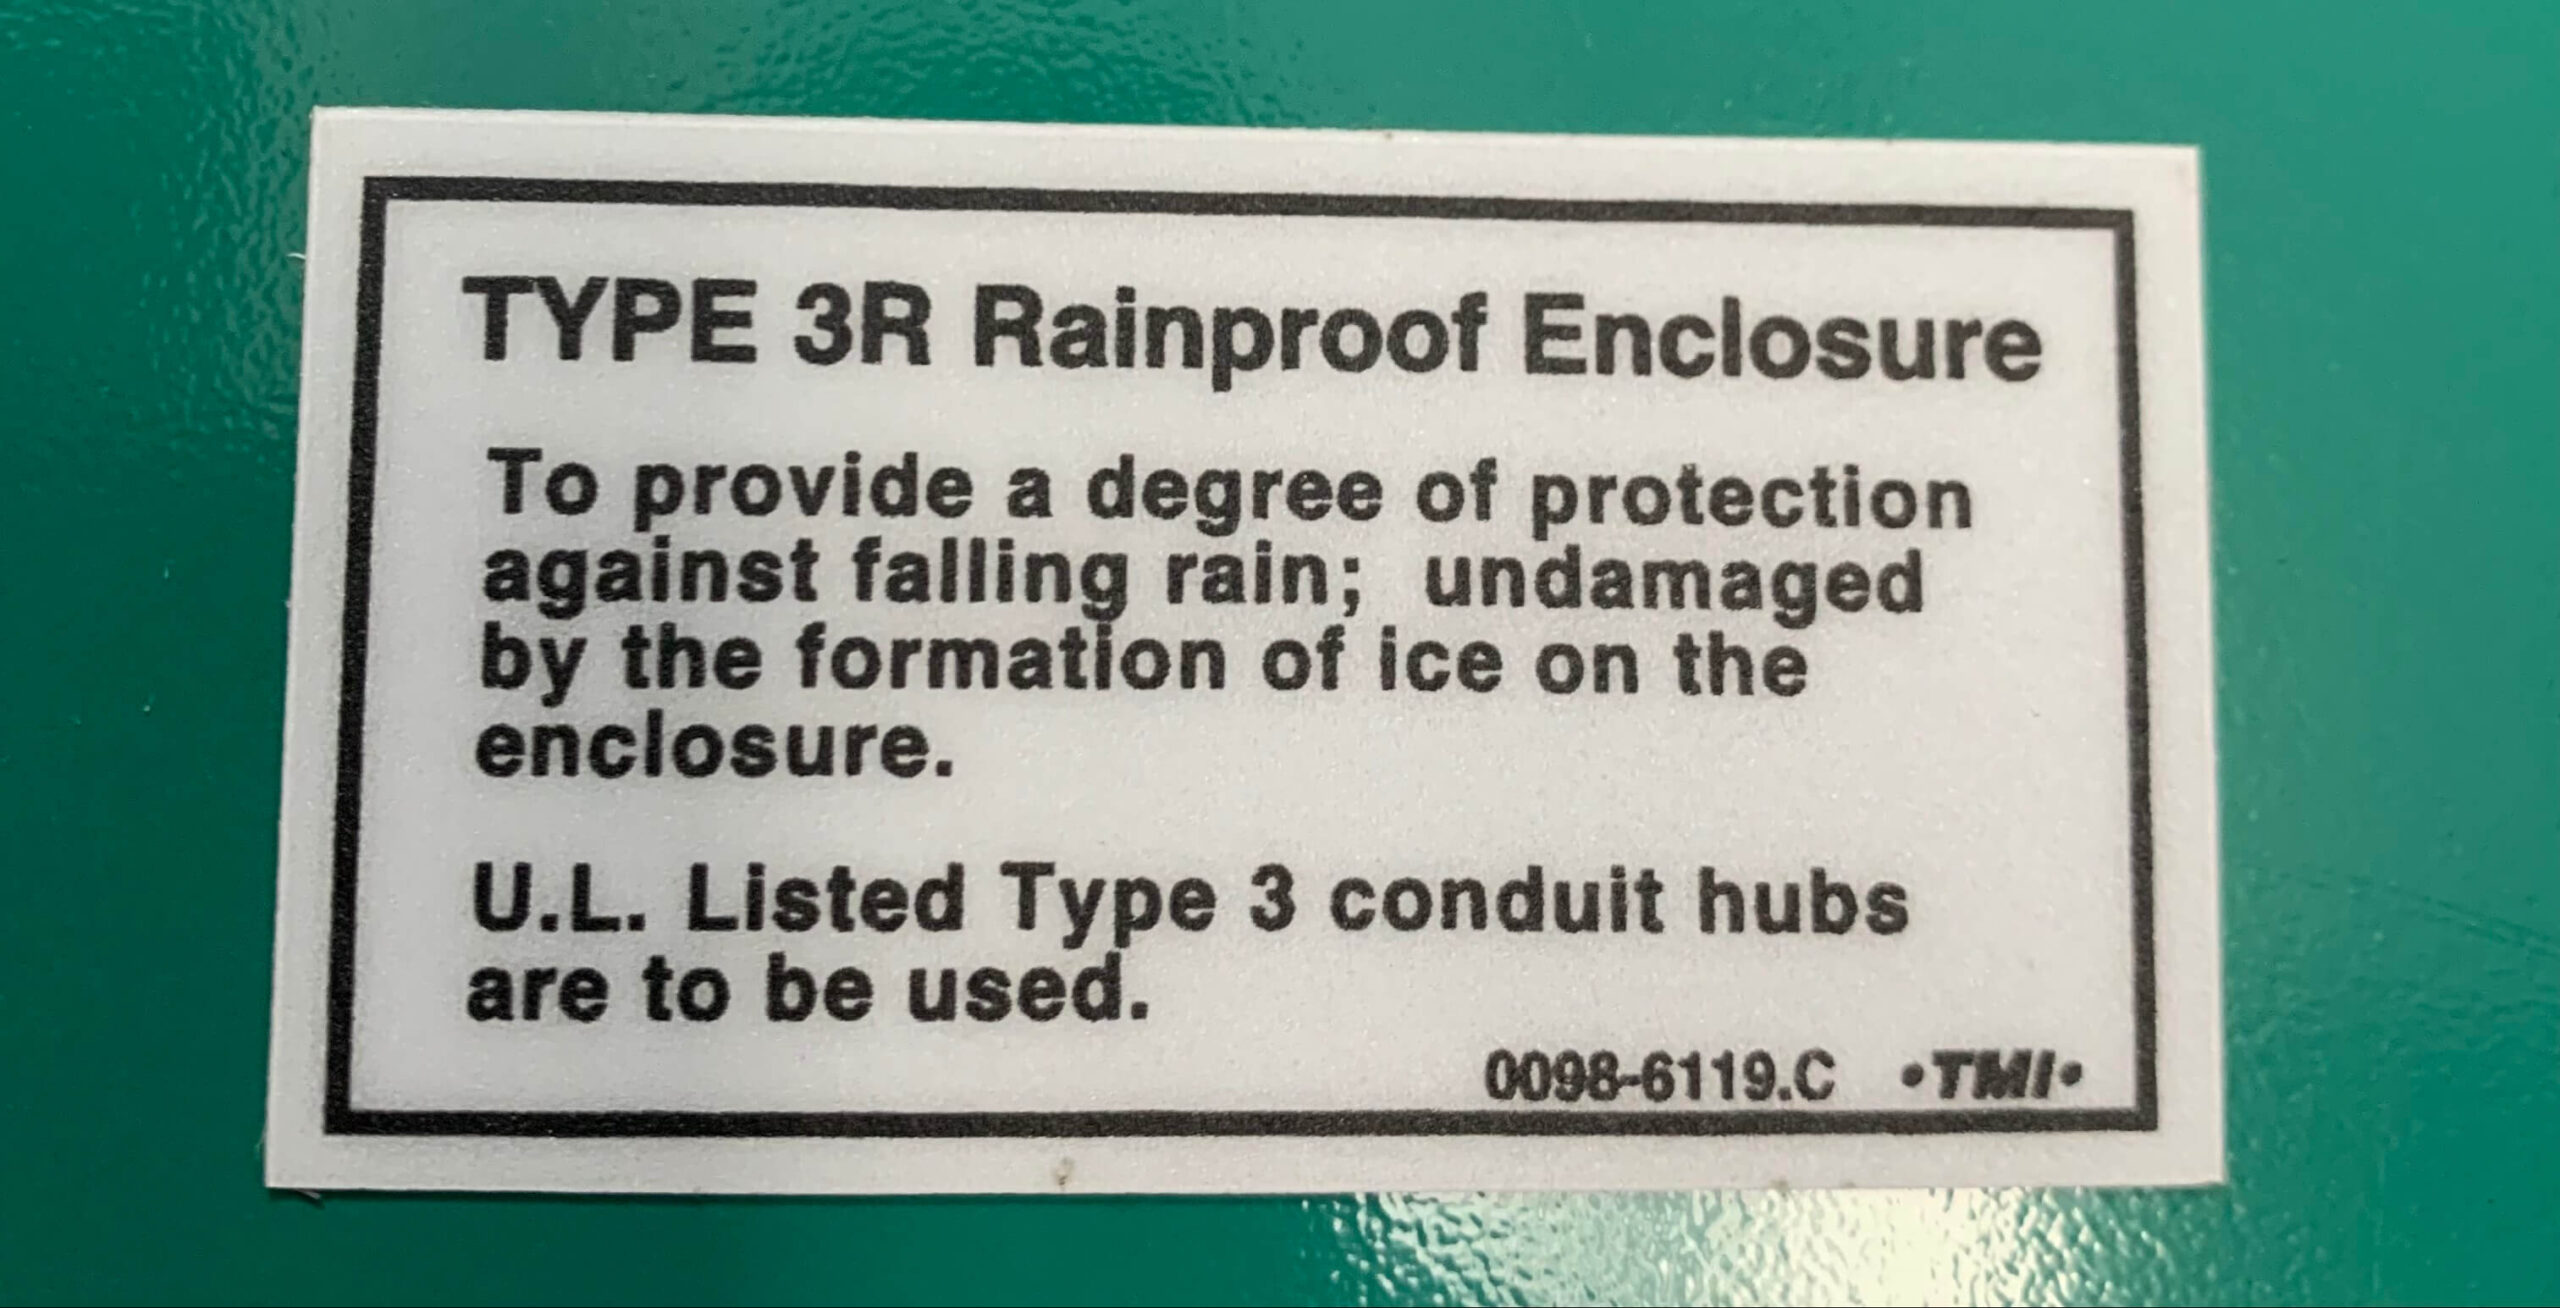 TYPE 3R Rainproof Enclosure
To provide a degree of protection
against falling rain; undamaged
by the formation of ice on the
enclosure.
U.L. Listed Type 3 conduit hubs
are to be used.
0098-6119.C •TMI•